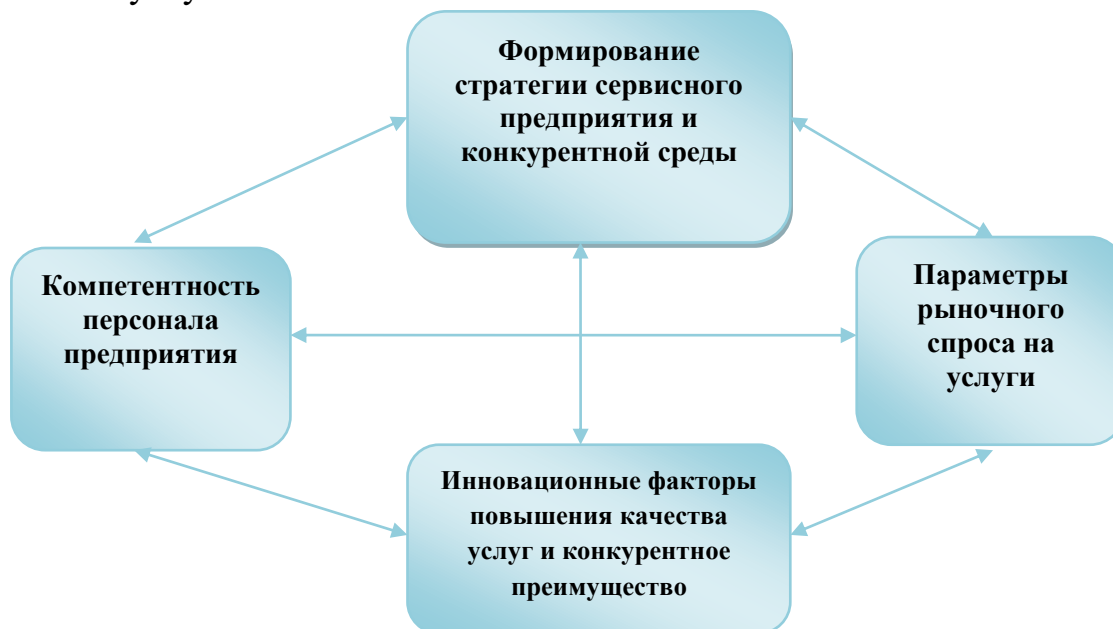 Формирование
стратегии сервисного
предприятия и
конкурентной среды
Компетентность
персонала
предприятия
Параметры
рыночного
спроса на
услуги
Инновационные факторы
повышения качества
услуг и конкурентное
преимущество